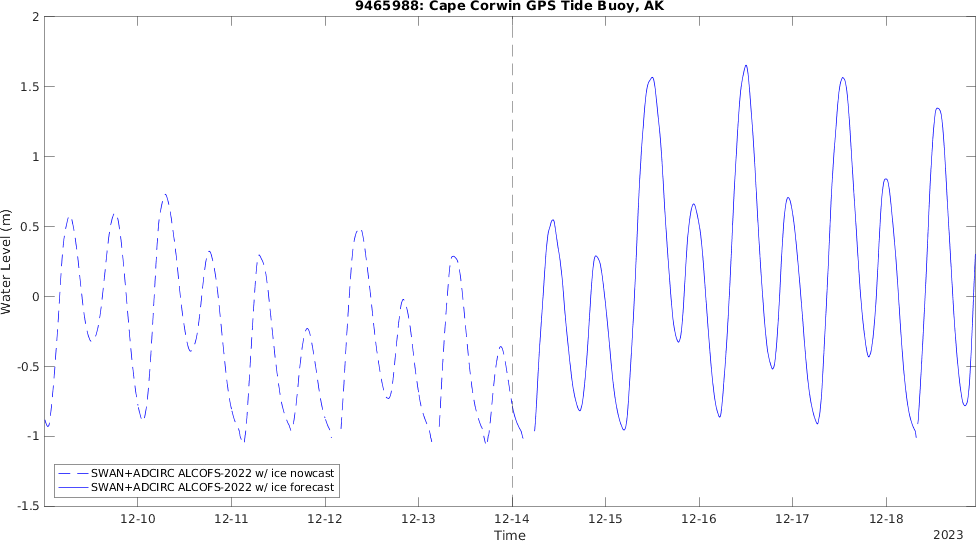 9465988: Cape Corwin GPS Tide Buoy, AK
2
1.5
1
0.5
0
-0.5
-1
-1.5
Water Level (m)
SWAN+ADCIRC ALCOFS-2022 w/ ice nowcast
SWAN+ADCIRC ALCOFS-2022 w/ ice forecast
12-10 12-11 12-12 12-13 12-14 12-15 12-16 12-17 12-18
Time
2023